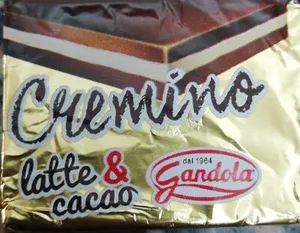 Cremino
latte &
cacao
dal 1964
Gandola